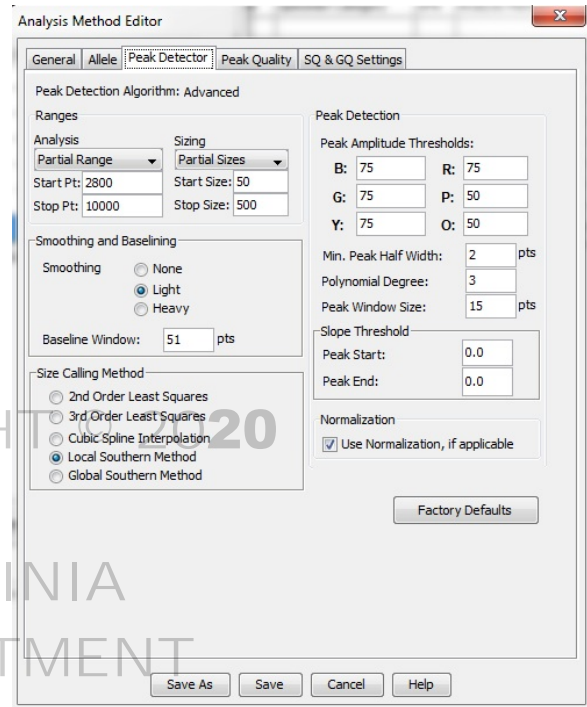 Analysis Method Editor
X
General Allele Peak Detector Peak Quality SQ & GQ Settings
Peak Detection Algorithm: Advanced
Ranges
Analysis Sizing
Partial Range Partial Sizes
Start Pt: 2800 Start Size: 50
Stop Pt: 10000 Stop Size: 500
Smoothing and Baselining
Smoothing None
Light
Heavy
Baseline Window: 51 pts
Size Calling Method
2nd Order Least Squares
3rd Order Least Squares
Cubic Spline Interpolation
Local Southern Method
Global Southern Method
Peak Detection
Peak Amplitude Thresholds:
B: 75 R: 75
G: 75 P: 50
Y: 75 O: 50
Min. Peak Half Width: 2 pts
Polynomial Degree: 3
Peak Window Size: 15 pts
Slope Threshold
Peak Start: 0.0
Peak End: 0.0
Normalization
Use Normalization, if applicable
Factory Defaults
HT © 2020
INIA
TMENT
Save As Save Cancel Help